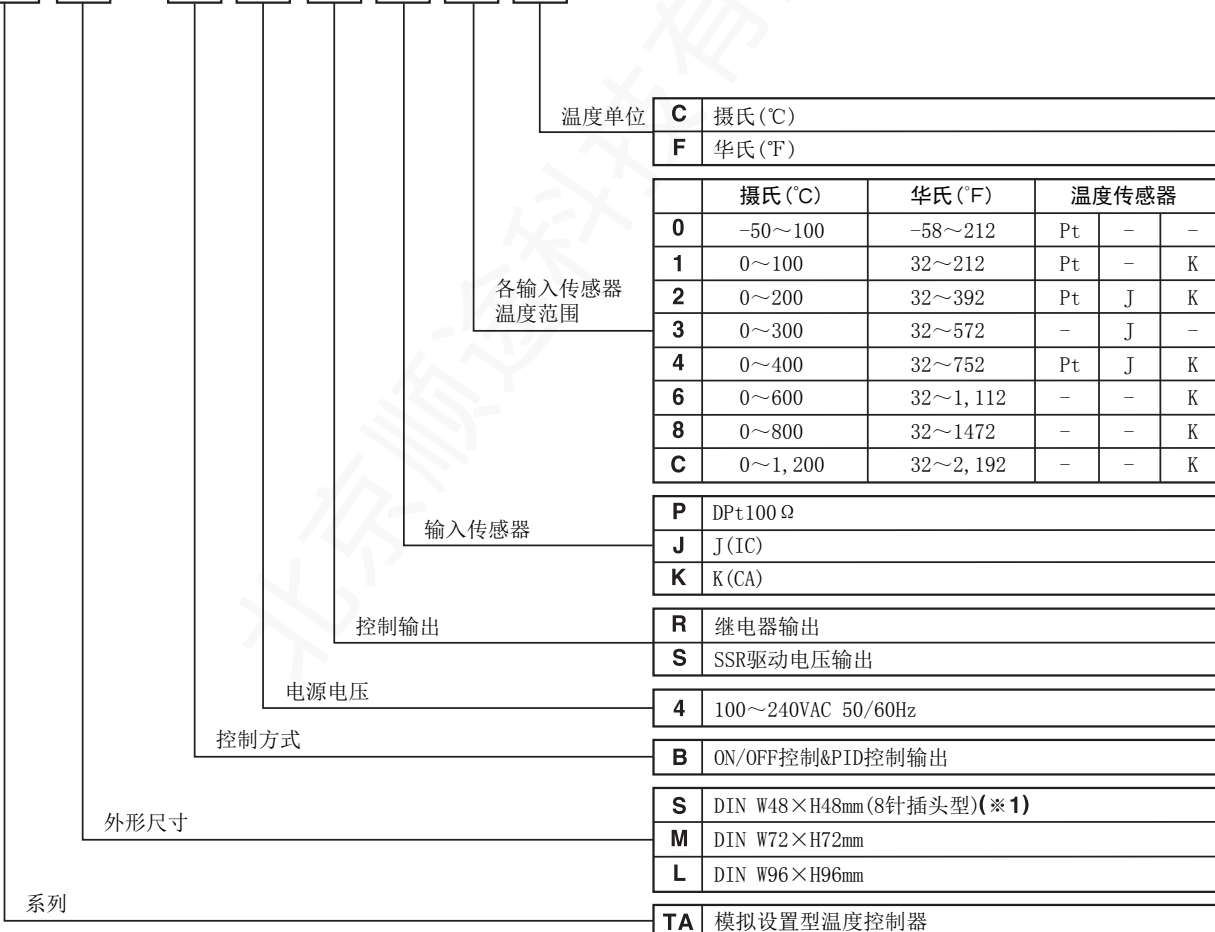 温度单位 C 摄氏(℃)
F 华氏(℉)
摄氏(°C) 华氏(°F) 温度传感器
0 -50～100 -58～212 Pt - -
1 0～100 32～212 Pt - K
各输入传感器
温度范围
2 0～200 32～392 Pt J K
3 0～300 32～572 - J -
4 0～400 32～752 Pt J K
6 0～600 32～1,112 - - K
8 0～800 32～1472 - - K
C 0～1,200 32～2,192 - - K
输入传感器
P DPt100Ω
J J(IC)
K K(CA)
控制输出
R 继电器输出
S SSR驱动电压输出
电源电压
4 100～240VAC 50/60Hz
控制方式
B ON/OFF控制&PID控制输出
外形尺寸
S DIN W48×H48mm(8针插头型)(※1)
M DIN W72×H72mm
L DIN W96×H96mm
系列
TA 模拟设置型温度控制器
北京顺途科技有